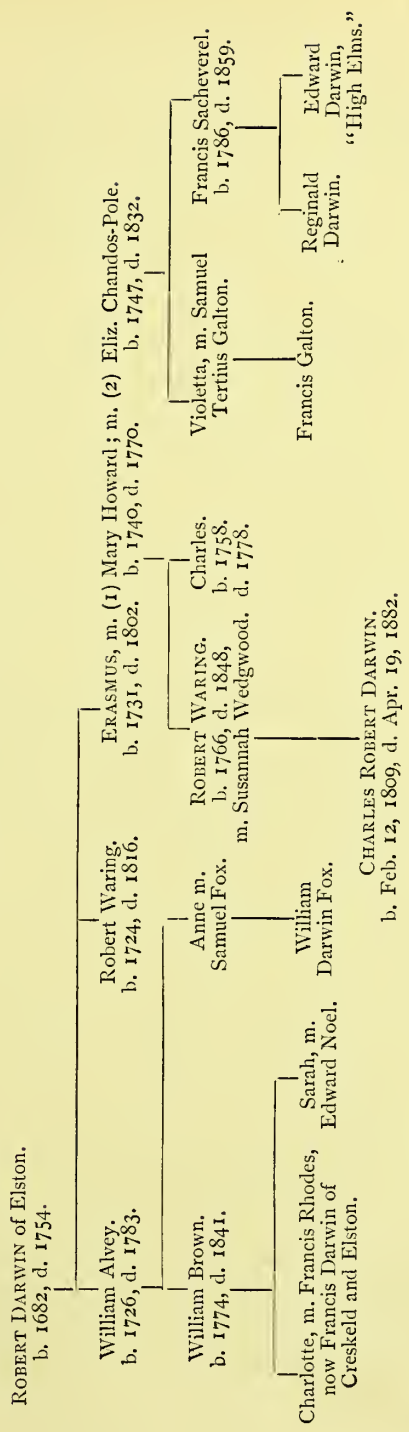 ROBERT DARWIN of Elston.
b. 1682, d. 1754.
William Alvey.
b. 1726, d. 1783.
Robert Waring.
b. 1724, d. 1816.
ERASMUS, m. (1) Mary Howard; m. (2) Eliz. Chandos-Pole.
b. 1731, d. 1802. b. 1740, d. 1770. b. 1747, d. 1832.
William Brown.
b. 1774, d. 1841.
Anne m.
Samuel Fox.
ROBERT WARING.
b. 1766, d. 1848,
m. Susannah Wedgwood.
Charles.
b. 1758.
d. 1778.
Violetta, m. Samuel
Tertius Galton.
Francis Sacheverel.
b. 1786, d. 1859.
Charlotte, m. Francis Rhodes,
now Francis Darwin of
Creskeld and Elston.
Sarah, m.
Edward Noel.
William
Darwin Fox.
Francis Galton.
Reginald
Darwin.
Edward
Darwin,
"High Elms."
CHARLES ROBERT DARWIN.
b. Feb. 12, 1809, d. Apr. 19, 1882.